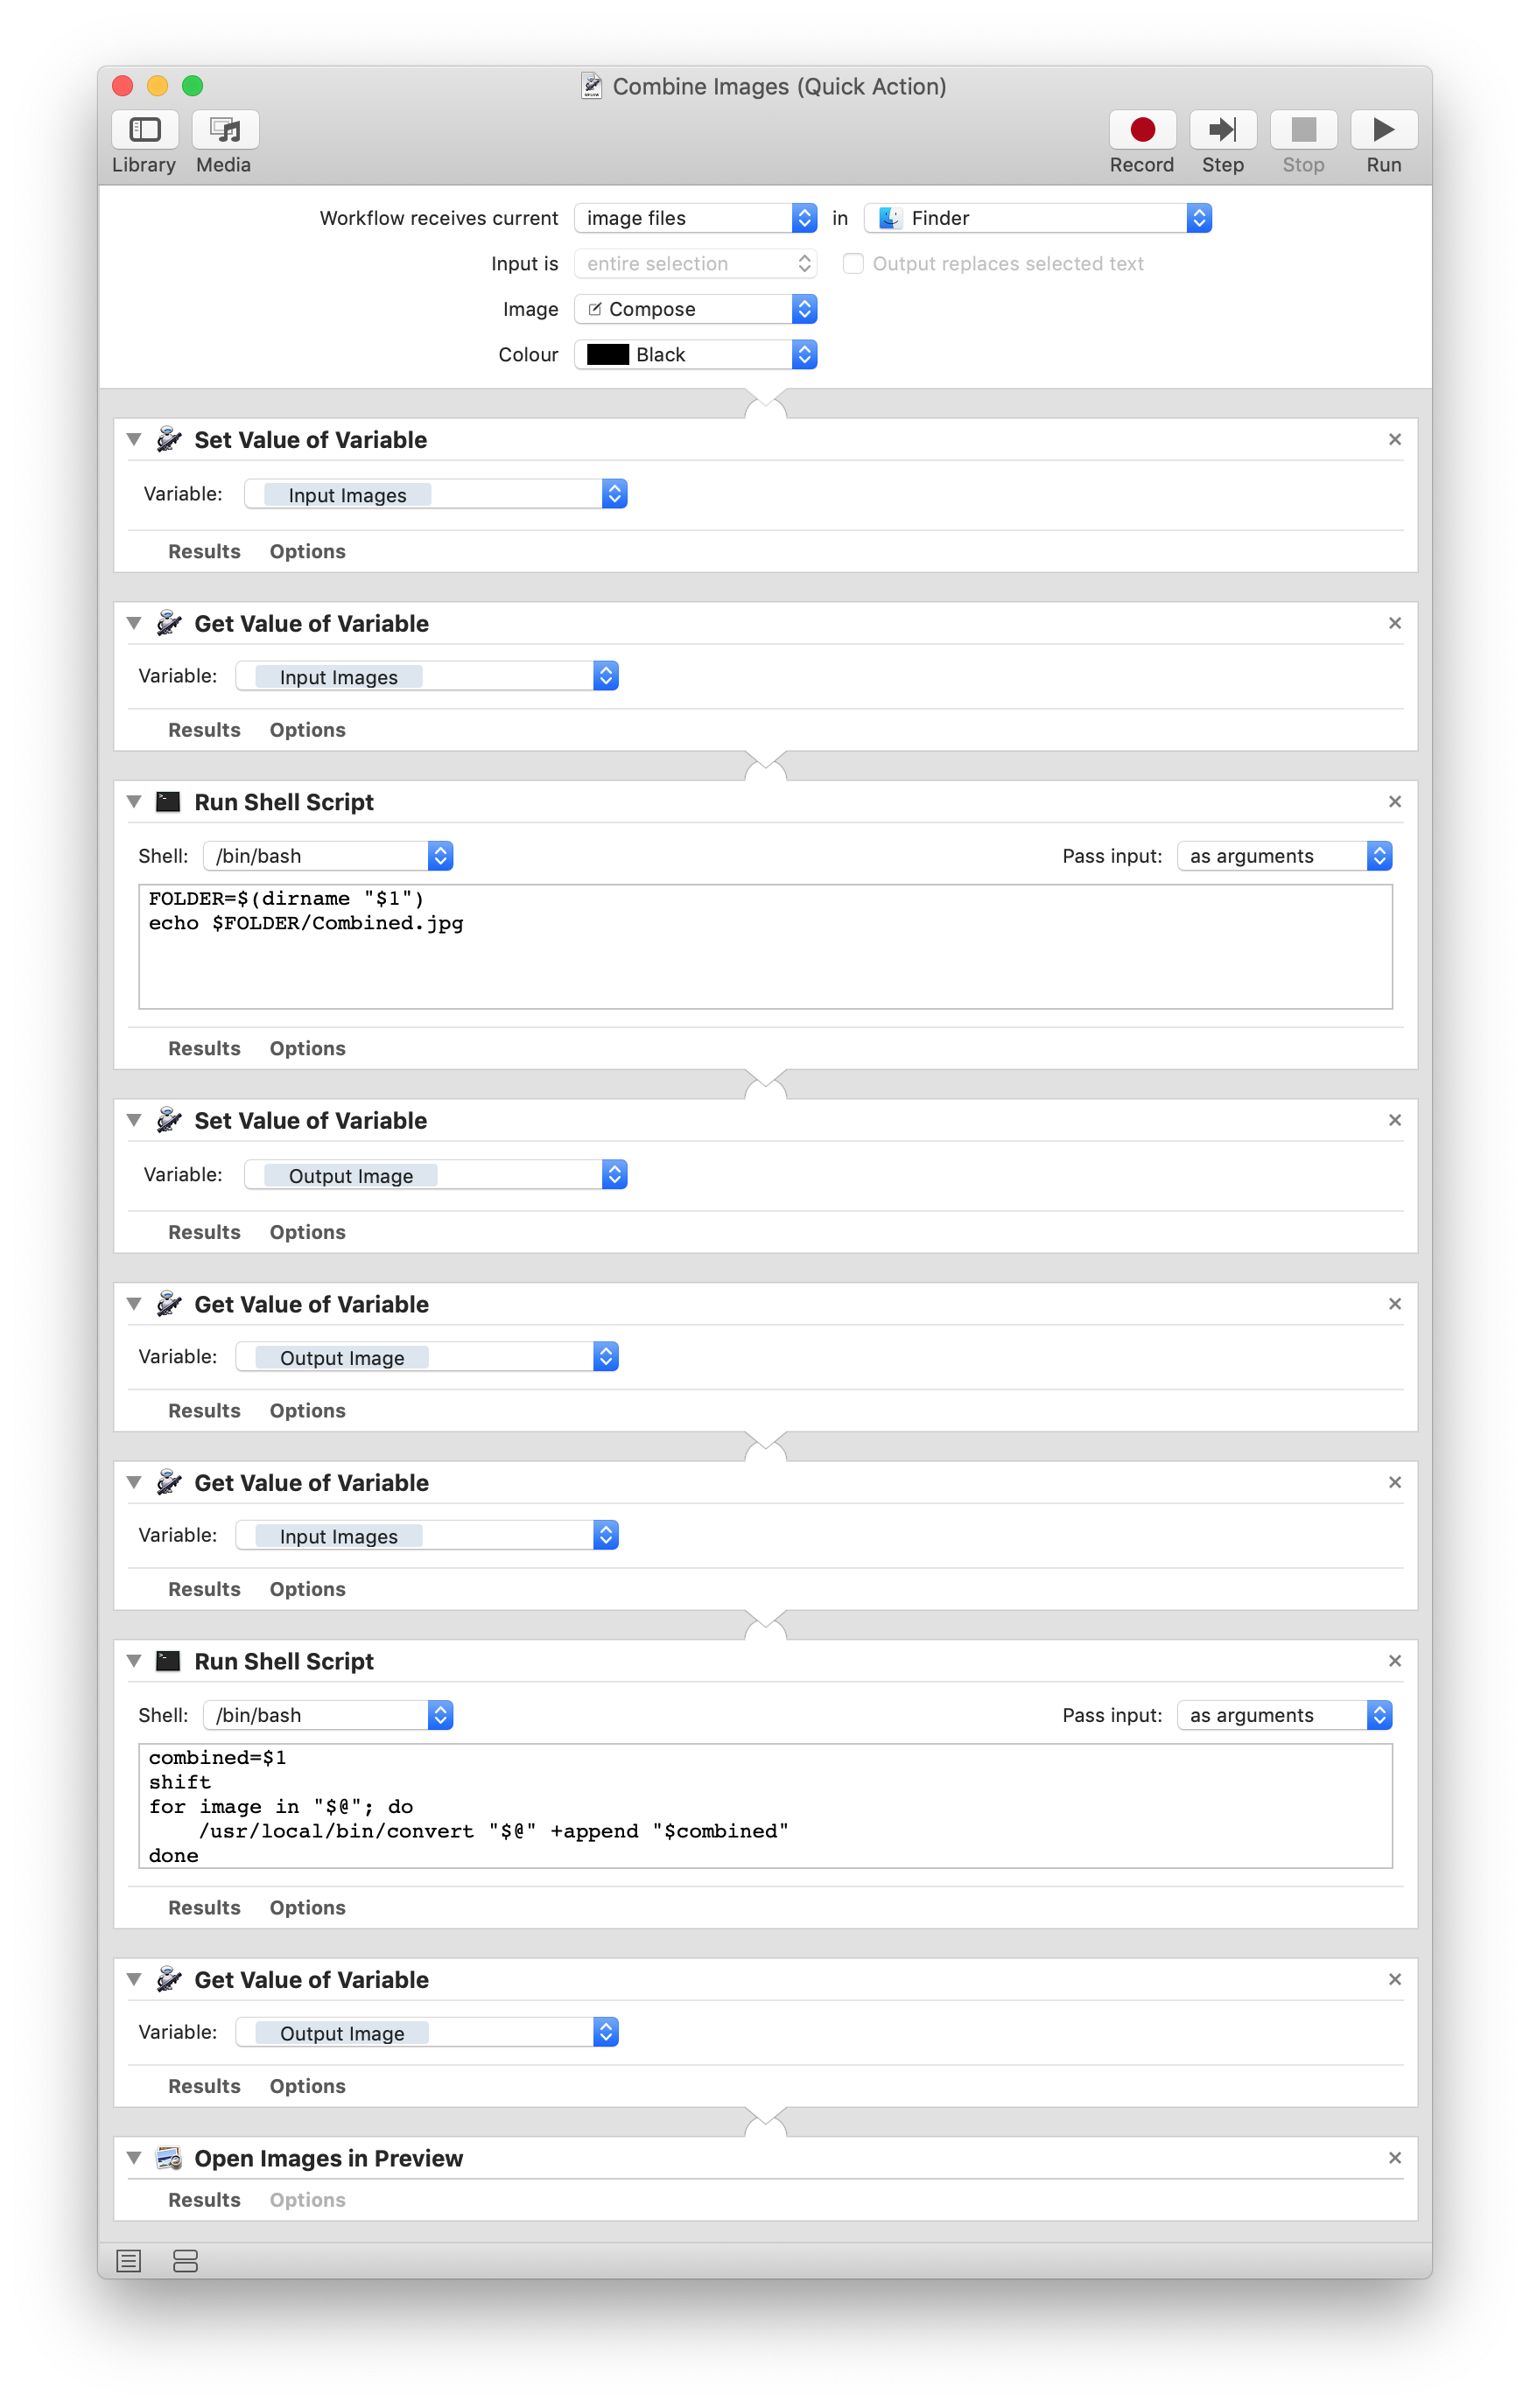 Combine Images (Quick Action)
Library Media Record Step Stop Run
Workflow receives current image files in Finder
Input is entire selection Output replaces selected text
Image Compose
Colour Black
Set Value of Variable
Variable: Input Images
Results Options
Get Value of Variable
Variable: Input Images
Results Options
Run Shell Script
Shell: /bin/bash Pass input: as arguments
FOLDER=$(dirname "$1")
echo $FOLDER/Combined.jpg
Results Options
Set Value of Variable
Variable: Output Image
Results Options
Get Value of Variable
Variable: Output Image
Results Options
Get Value of Variable
Variable: Input Images
Results Options
Run Shell Script
Shell: /bin/bash Pass input: as arguments
combined=$1
shift
for image in "$@"; do
    /usr/local/bin/convert "$@" +append "$combined"
done
Results Options
Get Value of Variable
Variable: Output Image
Results Options
Open Images in Preview
Results Options